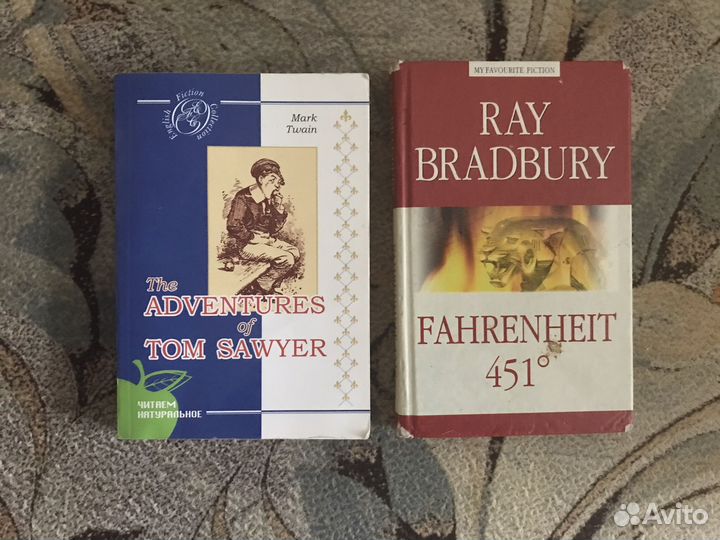 English Fiction Collection
Mark
Twain
The
ADVENTURES
of
TOM SAWYER
ЧИТАЕМ
НАТУРАЛЬНОЕ
MY FAVOURITE FICTION
RAY
BRADBURY
FAHRENHEIT
451°
Avito